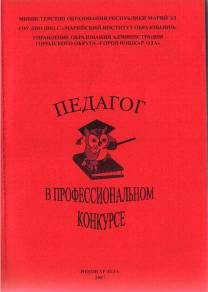 МИНИСТЕРСТВО ОБРАЗОВАНИЯ РЕСПУБЛИКИ МАРИЙ ЭЛ
ГОУ ДПО (ПК) С «МАРИЙСКИЙ ИНСТИТУТ ОБРАЗОВАНИЯ»
УПРАВЛЕНИЕ ОБРАЗОВАНИЯ АДМИНИСТРАЦИИ
ГОРОДСКОГО ОКРУГА «ГОРОД ЙОШКАР-ОЛА»
ПЕДАГОГ
В ПРОФЕССИОНАЛЬНОМ
КОНКУРСЕ
ЙОШКАР-ОЛА
2007